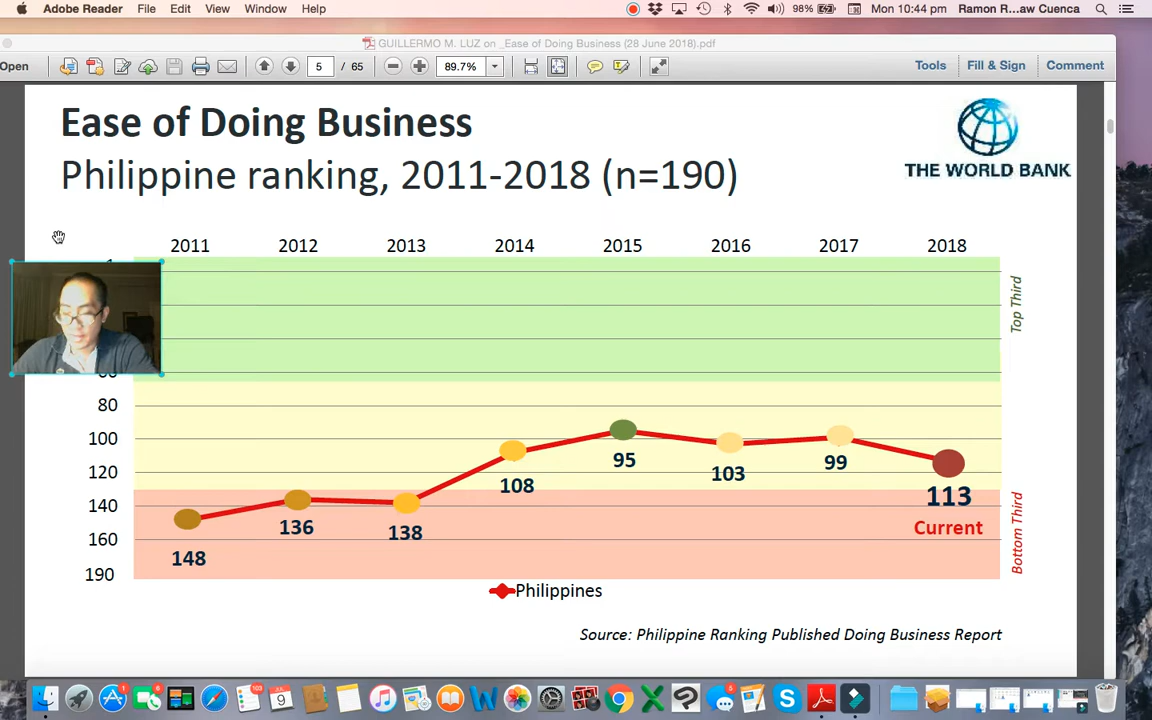 Adobe Reader File Edit View Window Help 98% Mon 10:44 pm Ramon R...aw Cuenca
GUILLERMO M. LUZ on _Ease of Doing Business (28 June 2018).pdf
Open 5 / 65 89.7% Tools Fill & Sign Comment
Ease of Doing Business
Philippine ranking, 2011-2018 (n=190)
THE WORLD BANK
2011 2012 2013 2014 2015 2016 2017 2018
Top Third
80
100
120
140
160
190
148
136
138
108
95
103
99
113
Current
Bottom Third
Philippines
Source: Philippine Ranking Published Doing Business Report